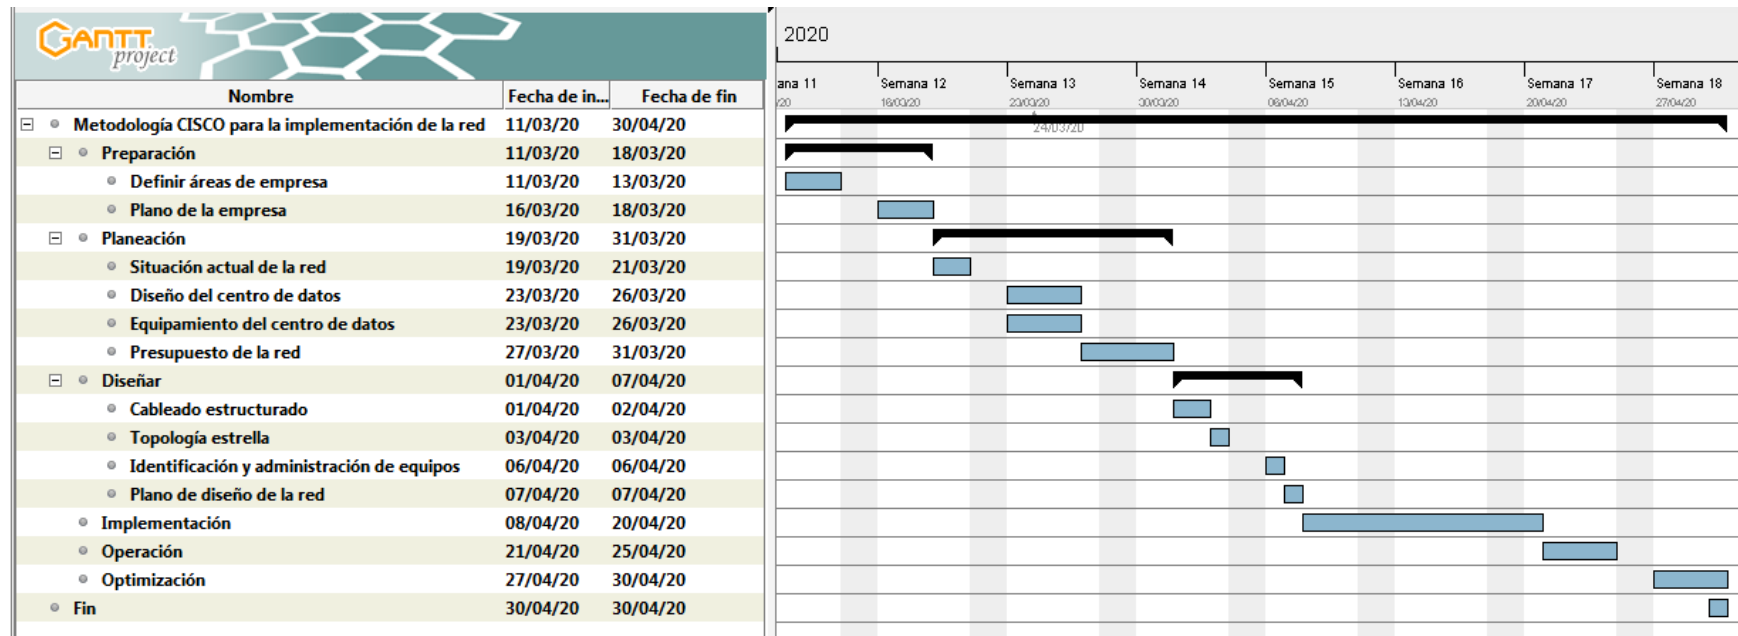 GANTT
project
2020
ana 11 Semana 12 Semana 13 Semana 14 Semana 15 Semana 16 Semana 17 Semana 18
/20 16/03/20 23/03/20 30/03/20 06/04/20 13/04/20 20/04/20 27/04/20
Nombre Fecha de in... Fecha de fin
Metodología CISCO para la implementación de la red 11/03/20 30/04/20
24/03/20
Preparación 11/03/20 18/03/20
Definir áreas de empresa 11/03/20 13/03/20
Plano de la empresa 16/03/20 18/03/20
Planeación 19/03/20 31/03/20
Situación actual de la red 19/03/20 21/03/20
Diseño del centro de datos 23/03/20 26/03/20
Equipamiento del centro de datos 23/03/20 26/03/20
Presupuesto de la red 27/03/20 31/03/20
Diseñar 01/04/20 07/04/20
Cableado estructurado 01/04/20 02/04/20
Topología estrella 03/04/20 03/04/20
Identificación y administración de equipos 06/04/20 06/04/20
Plano de diseño de la red 07/04/20 07/04/20
Implementación 08/04/20 20/04/20
Operación 21/04/20 25/04/20
Optimización 27/04/20 30/04/20
Fin 30/04/20 30/04/20